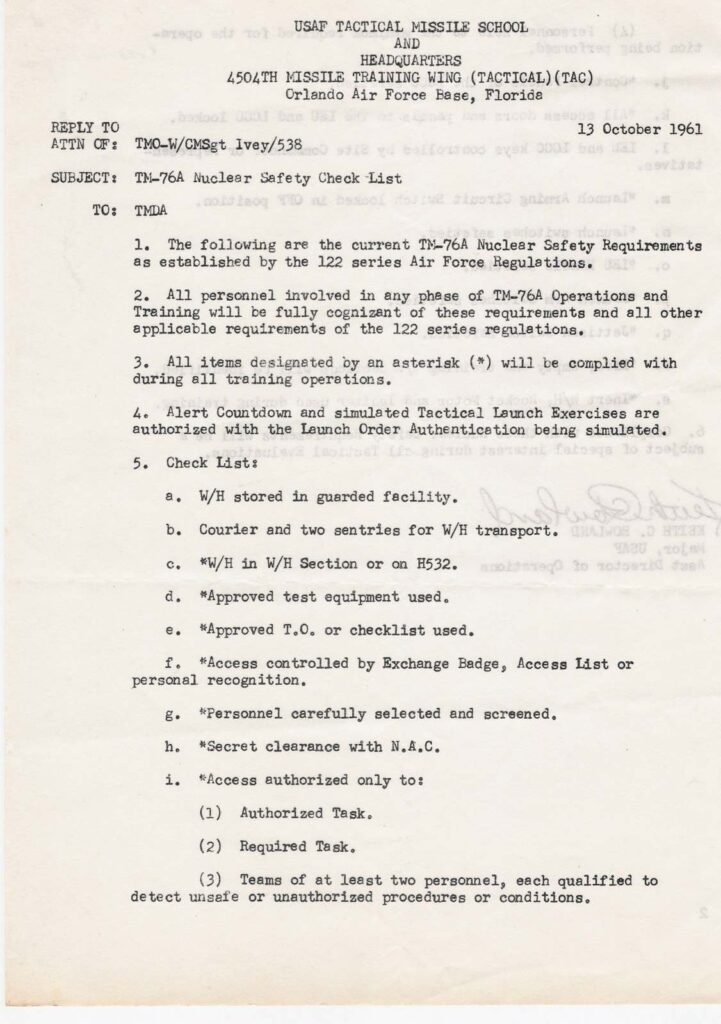 USAF TACTICAL MISSILE SCHOOL
AND
HEADQUARTERS
4504TH MISSILE TRAINING WING (TACTICAL)(TAC)
Orlando Air Force Base, Florida
REPLY TO
ATTN OF: TMO-W/CMSgt Ivey/538
13 October 1961
SUBJECT: TM-76A Nuclear Safety Check List
TO: TMDA
1. The following are the current TM-76A Nuclear Safety Requirements
as established by the 122 series Air Force Regulations.
2. All personnel involved in any phase of TM-76A Operations and
Training will be fully cognizant of these requirements and all other
applicable requirements of the 122 series regulations.
3. All items designated by an asterisk (*) will be complied with
during all training operations.
4. Alert Countdown and simulated Tactical Launch Exercises are
authorized with the Launch Order Authentication being simulated.
5. Check List:
a. W/H stored in guarded facility.
b. Courier and two sentries for W/H transport.
c. *W/H in W/H Section or on H532.
d. *Approved test equipment used.
e. *Approved T.O. or checklist used.
f. *Access controlled by Exchange Badge, Access List or
personal recognition.
g. *Personnel carefully selected and screened.
h. *Secret clearance with N.A.C.
i. *Access authorized only to:
(1) Authorized Task.
(2) Required Task.
(3) Teams of at least two personnel, each qualified to
detect unsafe or unauthorized procedures or conditions.